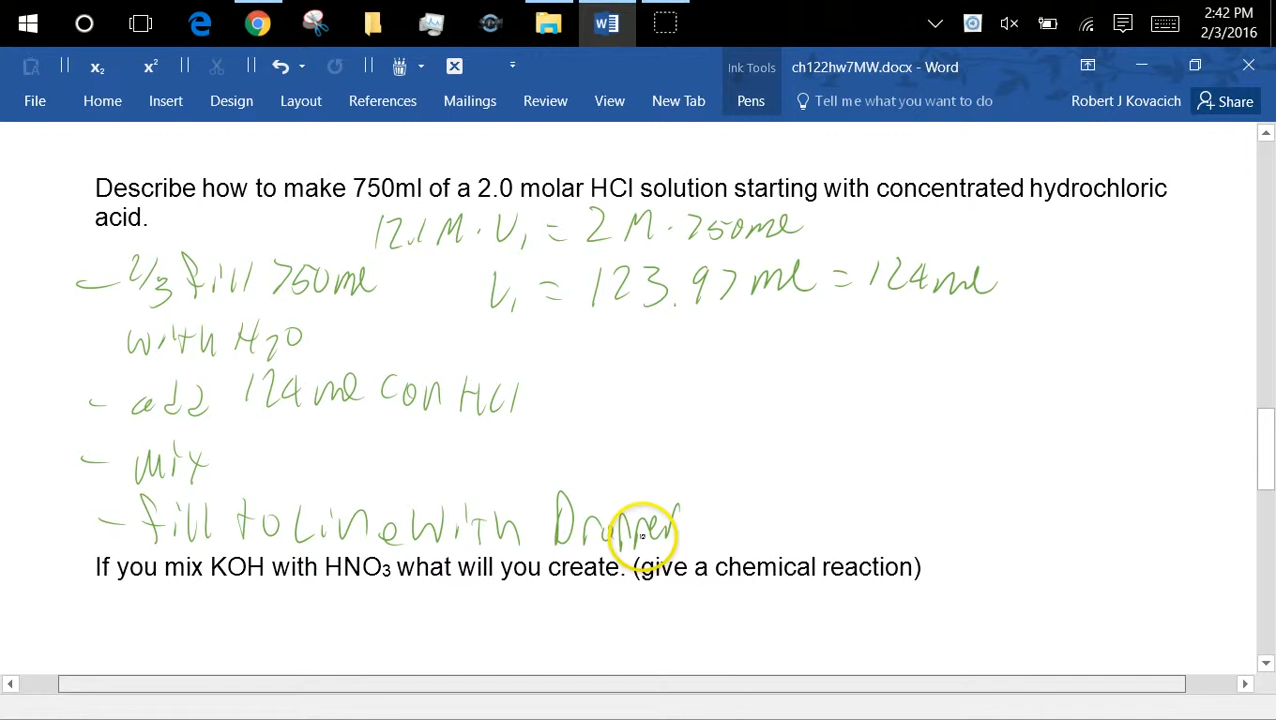 2:42 PM
2/3/2016
Ink Tools
ch122hw7MW.docx - Word
File Home Insert Design Layout References Mailings Review View New Tab Pens Tell me what you want to do Robert J Kovacich Share
Describe how to make 750ml of a 2.0 molar HCl solution starting with concentrated hydrochloric
acid.
12.1 M · V₁ = 2 M · 750ml
- 2/3 fill 750ml
V₁ = 123.97 ml = 124ml
with H₂O
- add 124 ml Con HCl
- mix
- fill to Line with Dropper
If you mix KOH with HNO₃ what will you create. (give a chemical reaction)